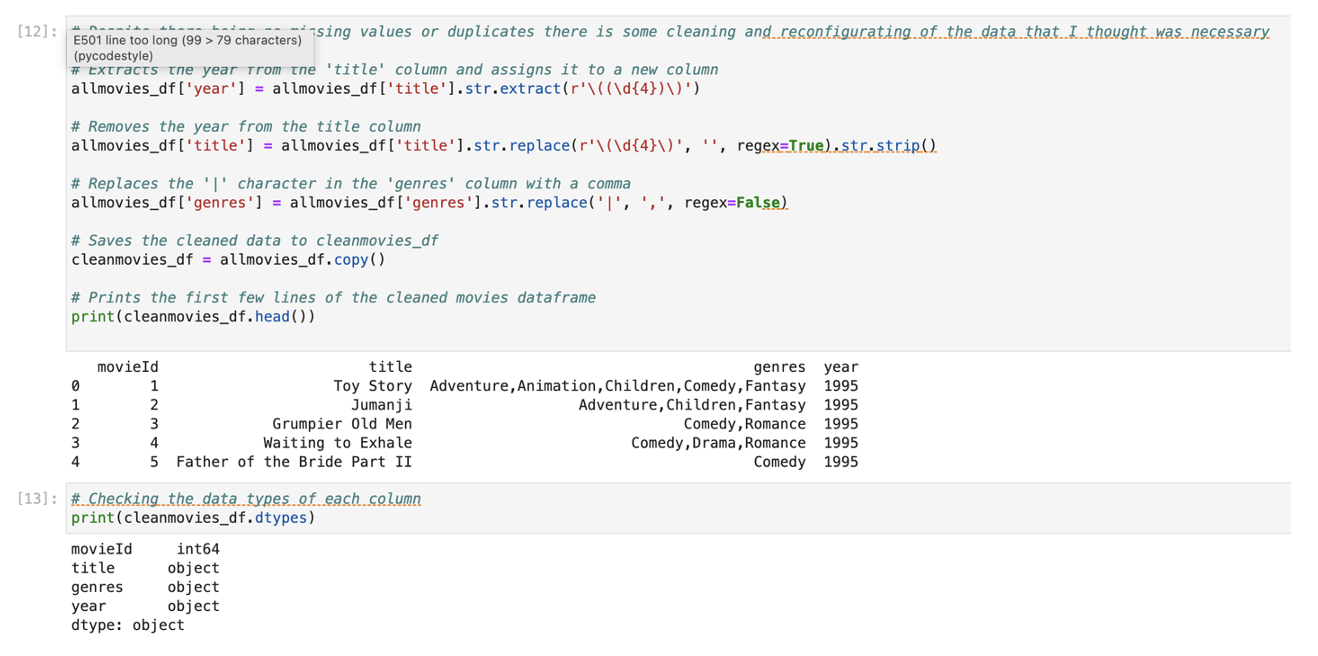 [12]: # Despite there being no missing values or duplicates there is some cleaning and reconfigurating of the data that I thought was necessary
E501 line too long (99 > 79 characters)
(pycodestyle)
# Extracts the year from the 'title' column and assigns it to a new column
allmovies_df['year'] = allmovies_df['title'].str.extract(r'\((\d{4})\)')
# Removes the year from the title column
allmovies_df['title'] = allmovies_df['title'].str.replace(r'\(\d{4}\)', '', regex=True).str.strip()
# Replaces the '|' character in the 'genres' column with a comma
allmovies_df['genres'] = allmovies_df['genres'].str.replace('|', ',', regex=False)
# Saves the cleaned data to cleanmovies_df
cleanmovies_df = allmovies_df.copy()
# Prints the first few lines of the cleaned movies dataframe
print(cleanmovies_df.head())
movieId title genres year
0 1 Toy Story Adventure,Animation,Children,Comedy,Fantasy 1995
1 2 Jumanji Adventure,Children,Fantasy 1995
2 3 Grumpier Old Men Comedy,Romance 1995
3 4 Waiting to Exhale Comedy,Drama,Romance 1995
4 5 Father of the Bride Part II Comedy 1995
[13]: # Checking the data types of each column
print(cleanmovies_df.dtypes)
movieId int64
title object
genres object
year object
dtype: object